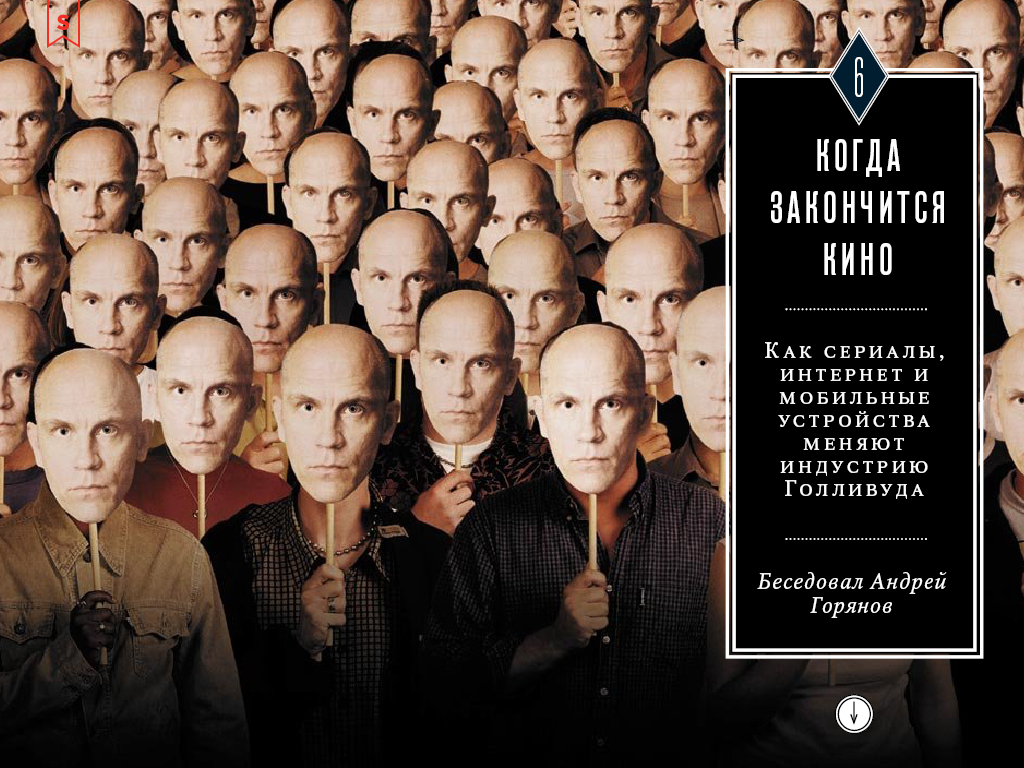 S
6
КОГДА
ЗАКОНЧИТСЯ
КИНО
Как сериалы,
интернет и
мобильные
устройства
меняют
индустрию
Голливуда
Беседовал Андрей
Горянов